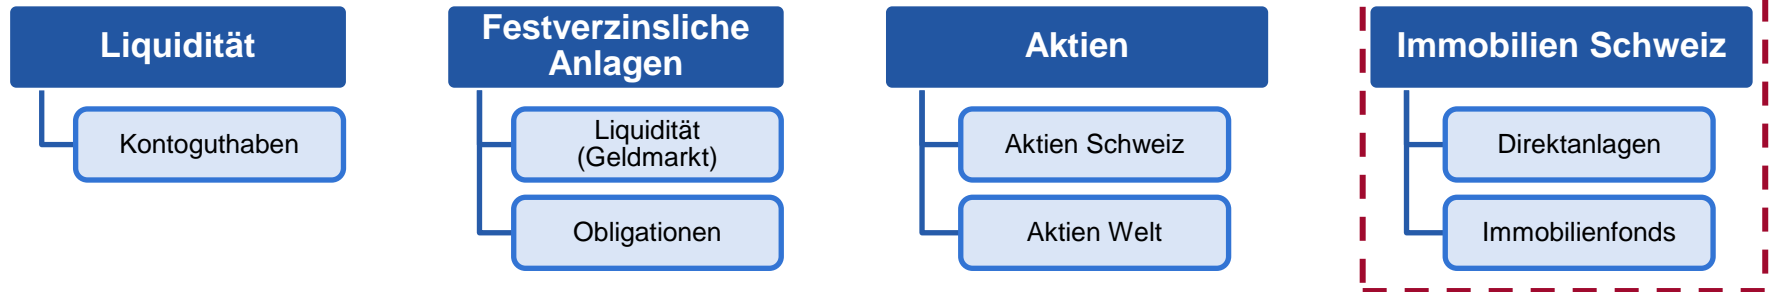 Liquidität
Kontoguthaben
Festverzinsliche
Anlagen
Liquidität
(Geldmarkt)
Obligationen
Aktien
Aktien Schweiz
Aktien Welt
Immobilien Schweiz
Direktanlagen
Immobilienfonds